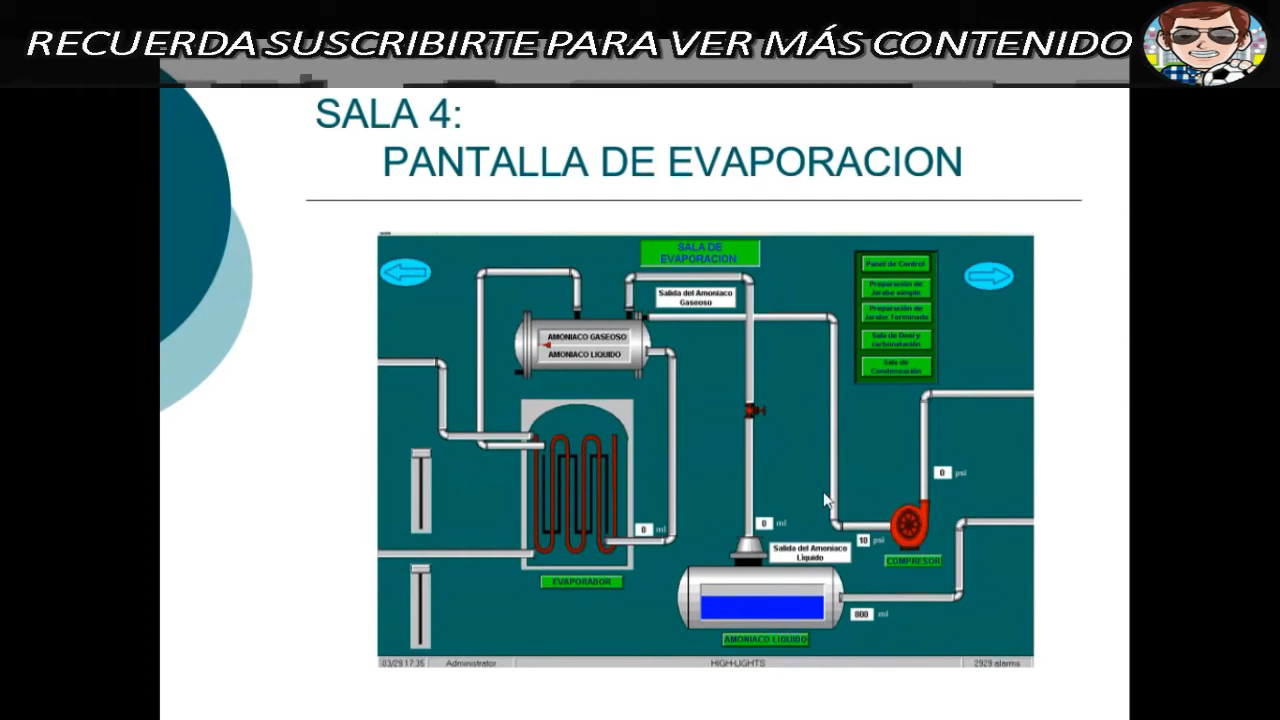 RECUERDA SUSCRIBIRTE PARA VER MÁS CONTENIDO
SALA 4:
PANTALLA DE EVAPORACION
SALA DE
EVAPORACION
Salida del Amoniaco
Gaseoso
Panel de Control
Preparación de
Jarabe simple
Preparación de
Jarabe Terminado
Sala de Dosi y
carbonatación
Sala de
Condensación
AMONIACO GASEOSO
AMONIACO LIQUIDO
0 psi
0 ml
0 ml
10 psi
Salida del Amoniaco
Líquido
COMPRESOR
EVAPORADOR
800 ml
AMONIACO LIQUIDO
03/29 17:35
Administrator
HIGH-LIGHTS
2929 alarms